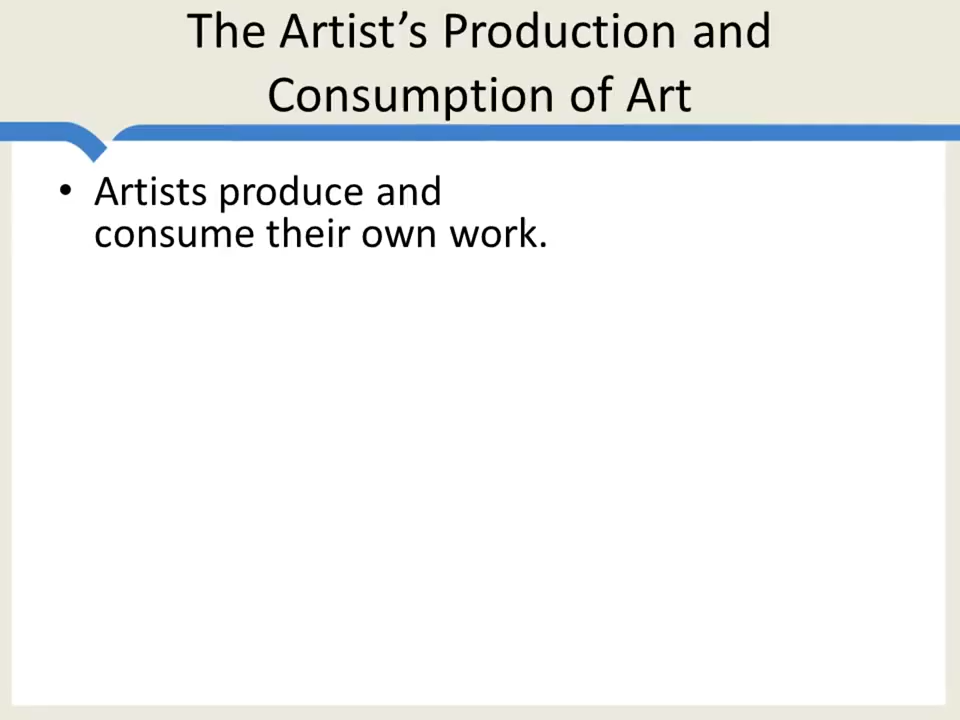 The Artist’s Production and
Consumption of Art
• Artists produce and
consume their own work.